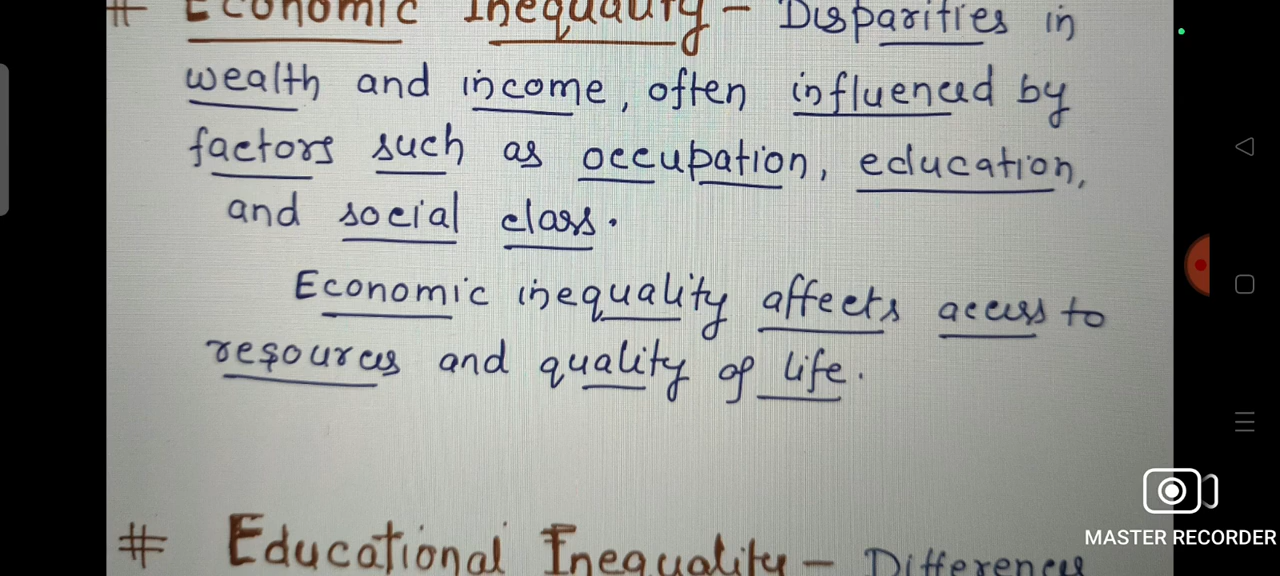 # Economic Inequality - Disparities in
wealth and income, often influenced by
factors such as occupation, education,
and social class.
Economic inequality affects access to
resources and quality of life.
# Educational Inequality - Differences
MASTER RECORDER